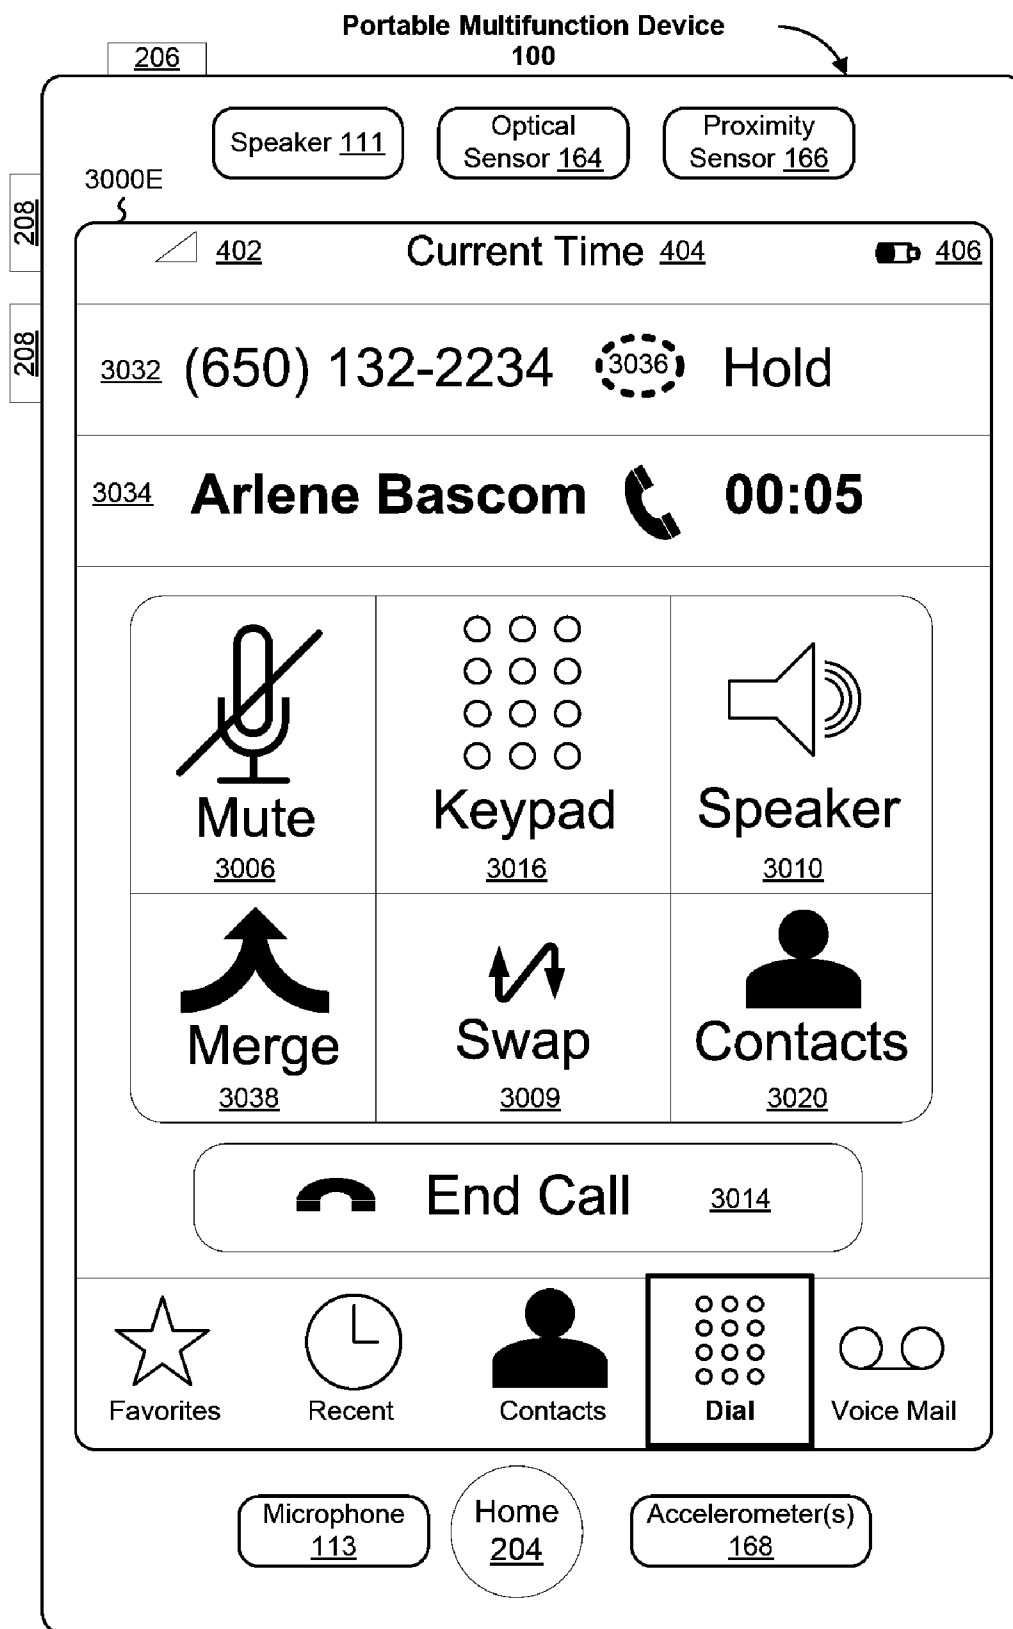 Portable Multifunction Device
100
206
Speaker 111
Optical
Sensor 164
Proximity
Sensor 166
3000E
208
208
402
Current Time 404
406
3032 (650) 132-2234 3036 Hold
3034 Arlene Bascom 00:05
Mute
3006
Keypad
3016
Speaker
3010
Merge
3038
Swap
3009
Contacts
3020
End Call 3014
Favorites
Recent
Contacts
Dial
Voice Mail
Microphone
113
Home
204
Accelerometer(s)
168